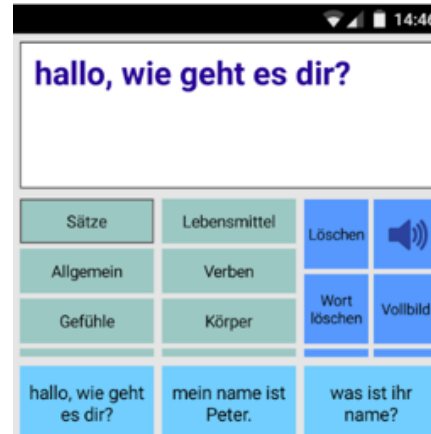 14:46
hallo, wie geht es dir?
Sätze
Lebensmittel
Löschen
Allgemein
Verben
Gefühle
Körper
Wort
löschen
Vollbild
hallo, wie geht
es dir?
mein name ist
Peter.
was ist ihr
name?